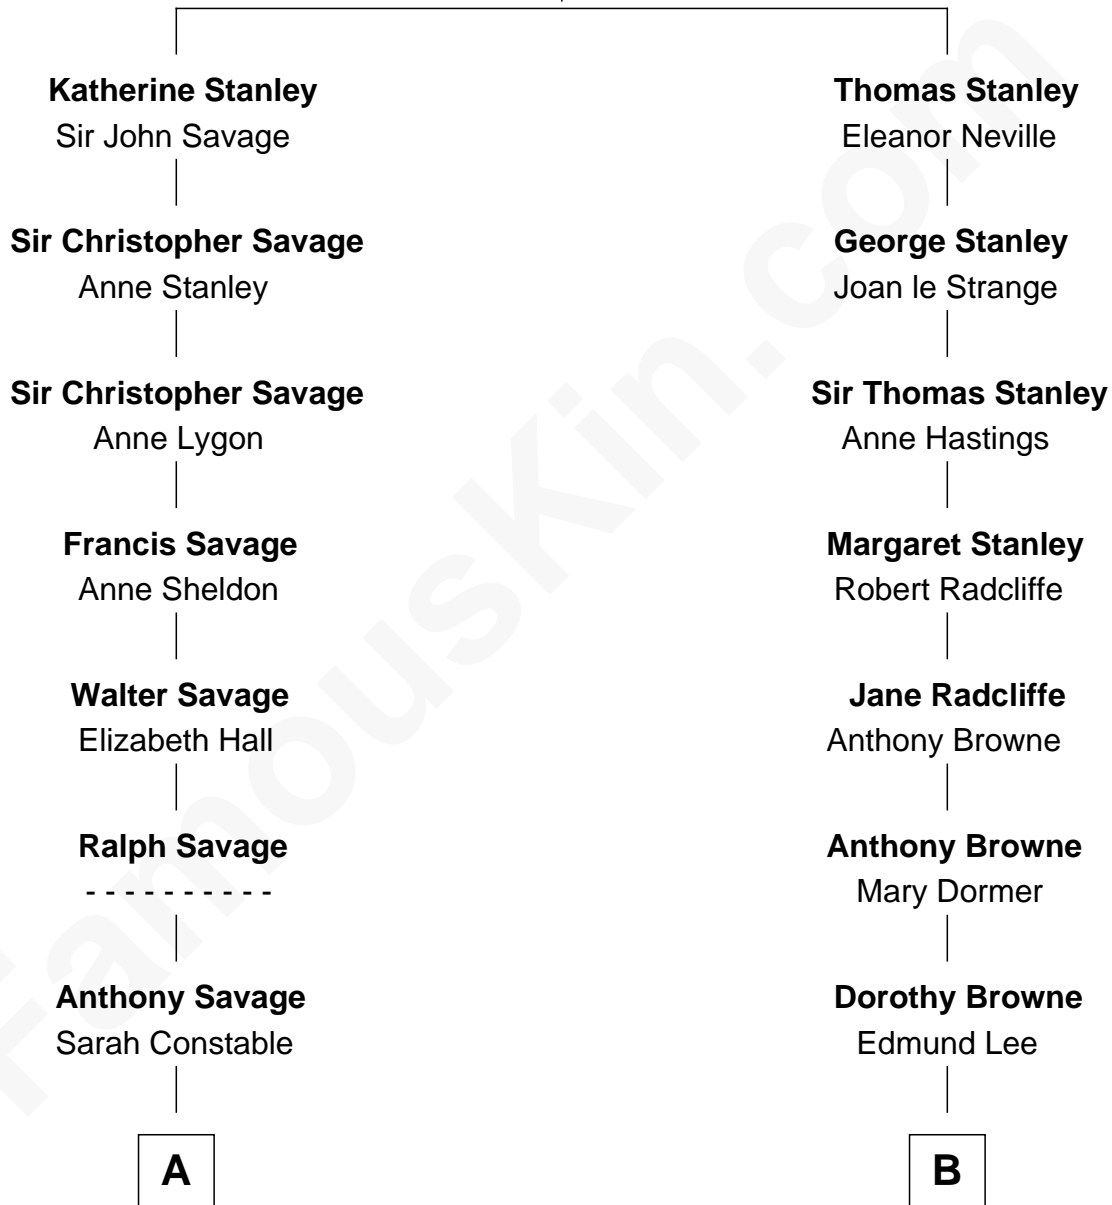 Katherine Stanley
Sir John Savage
Sir Christopher Savage
Anne Stanley
Sir Christopher Savage
Anne Lygon
Francis Savage
Anne Sheldon
Walter Savage
Elizabeth Hall
Ralph Savage
- - - - - - - - - -
Anthony Savage
Sarah Constable
A
Thomas Stanley
Eleanor Neville
George Stanley
Joan le Strange
Sir Thomas Stanley
Anne Hastings
Margaret Stanley
Robert Radcliffe
Jane Radcliffe
Anthony Browne
Anthony Browne
Mary Dormer
Dorothy Browne
Edmund Lee
B
FamousKin.com